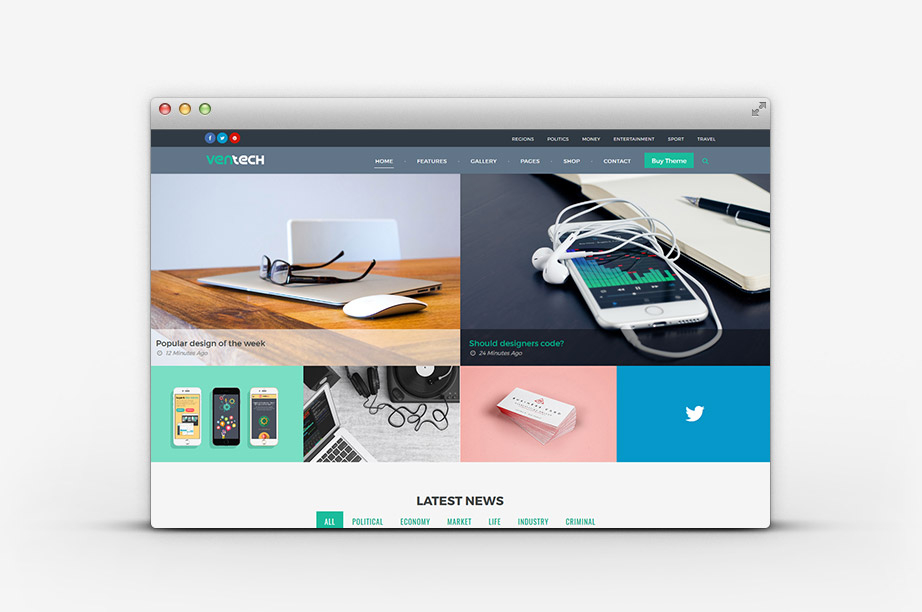 REGIONS POLITICS MONEY ENTERTAINMENT SPORT TRAVEL
VENTECH
HOME FEATURES GALLERY PAGES SHOP CONTACT Buy Theme
Popular design of the week
12 Minutes Ago
Should designers code?
24 Minutes Ago
BUSINESS CARD
LATEST NEWS
ALL POLITICAL ECONOMY MARKET LIFE INDUSTRY CRIMINAL